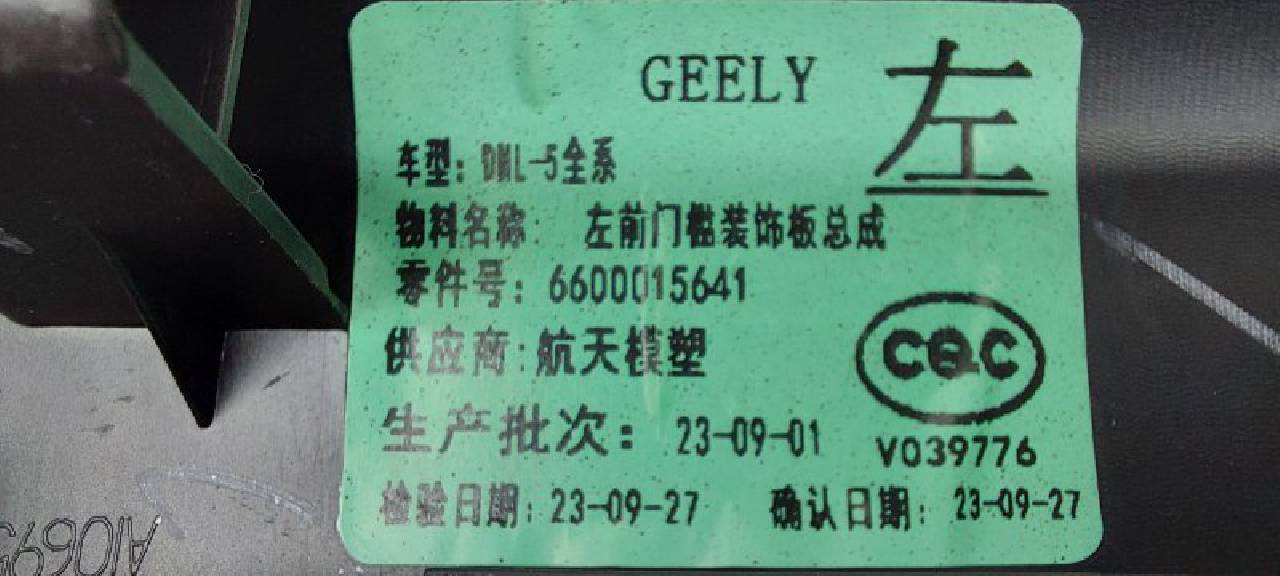 GEELY
左
车型: DHL-5全系
物料名称: 左前门槛装饰板总成
零件号: 6600015641
供应商: 航天模塑
CQC
生产批次: 23-09-01
V039776
检验日期: 23-09-27 确认日期: 23-09-27